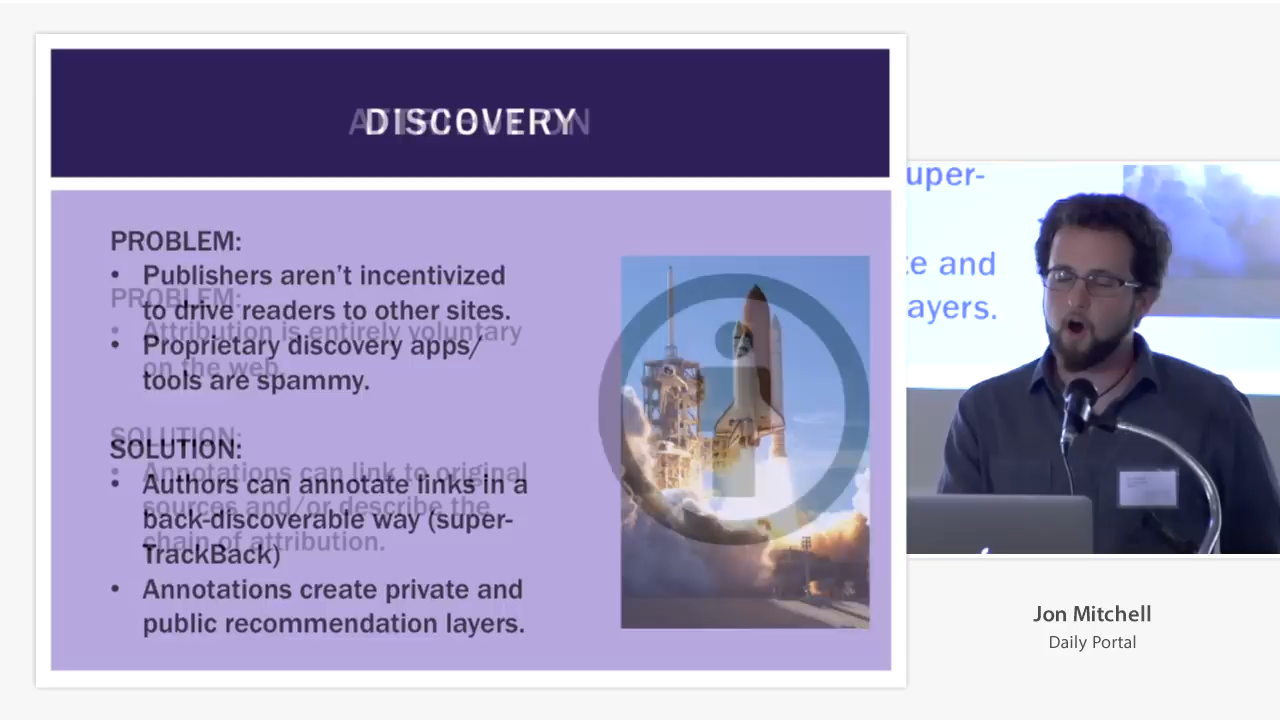 DISCOVERY
ATTRIBUTION
PROBLEM:
• Publishers aren’t incentivized
to drive readers to other sites.
• Proprietary discovery apps/
tools are spammy.
SOLUTION:
• Authors can annotate links in a
back-discoverable way (super-
TrackBack)
• Annotations create private and
public recommendation layers.
PROBLEM:
• Attribution is entirely voluntary
on the web.
SOLUTION:
• Annotations can link to original
sources and/or describe the
chain of attribution.
uper-
e and
ayers.
Jon Mitchell
Daily Portal